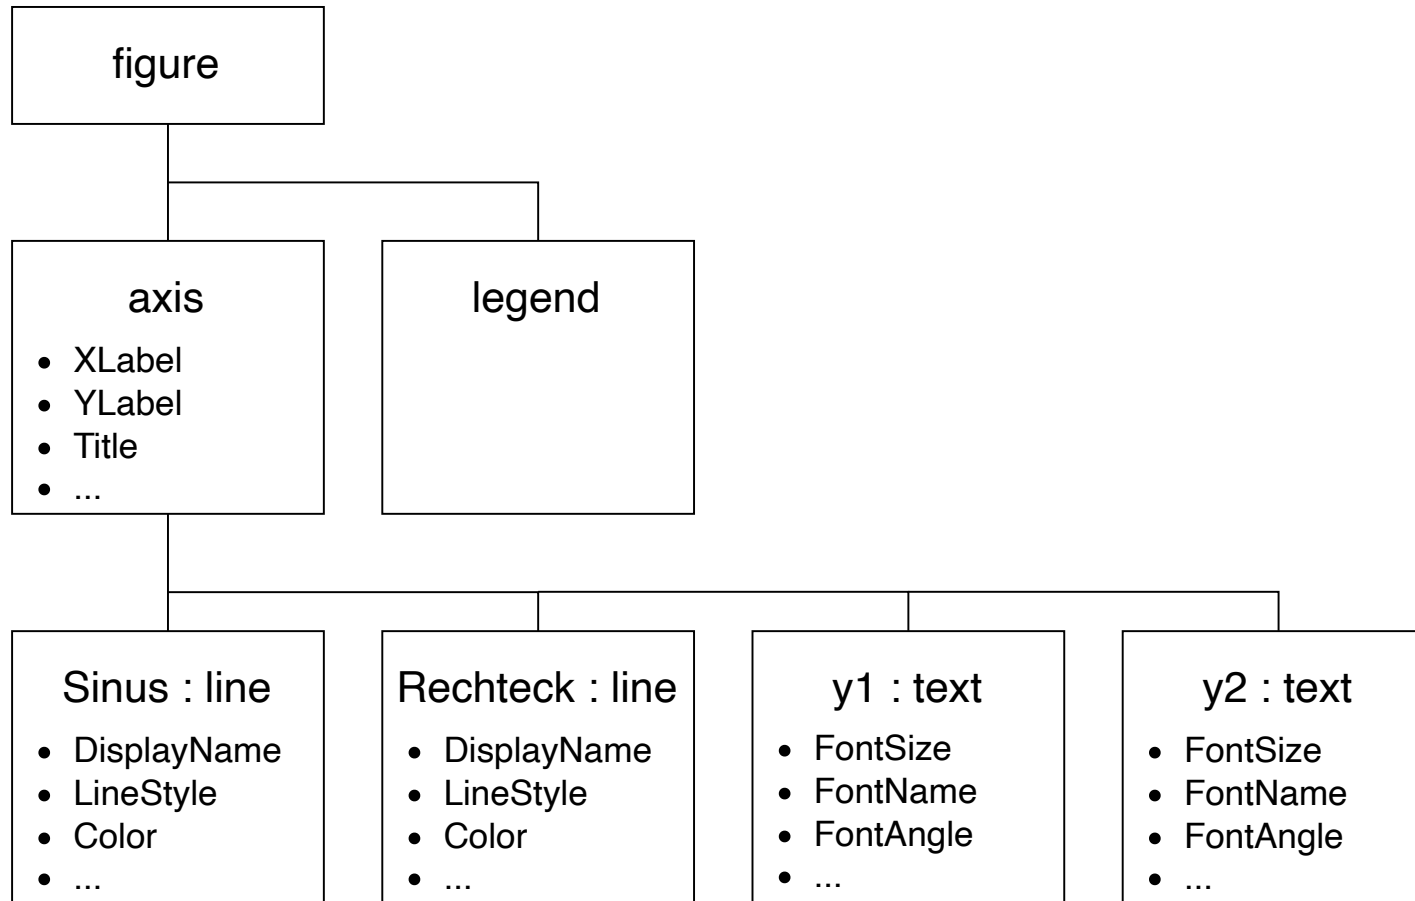 figure
axis
• XLabel
• YLabel
• Title
• ...
legend
Sinus : line
• DisplayName
• LineStyle
• Color
• ...
Rechteck : line
• DisplayName
• LineStyle
• Color
• ...
y1 : text
• FontSize
• FontName
• FontAngle
• ...
y2 : text
• FontSize
• FontName
• FontAngle
• ...